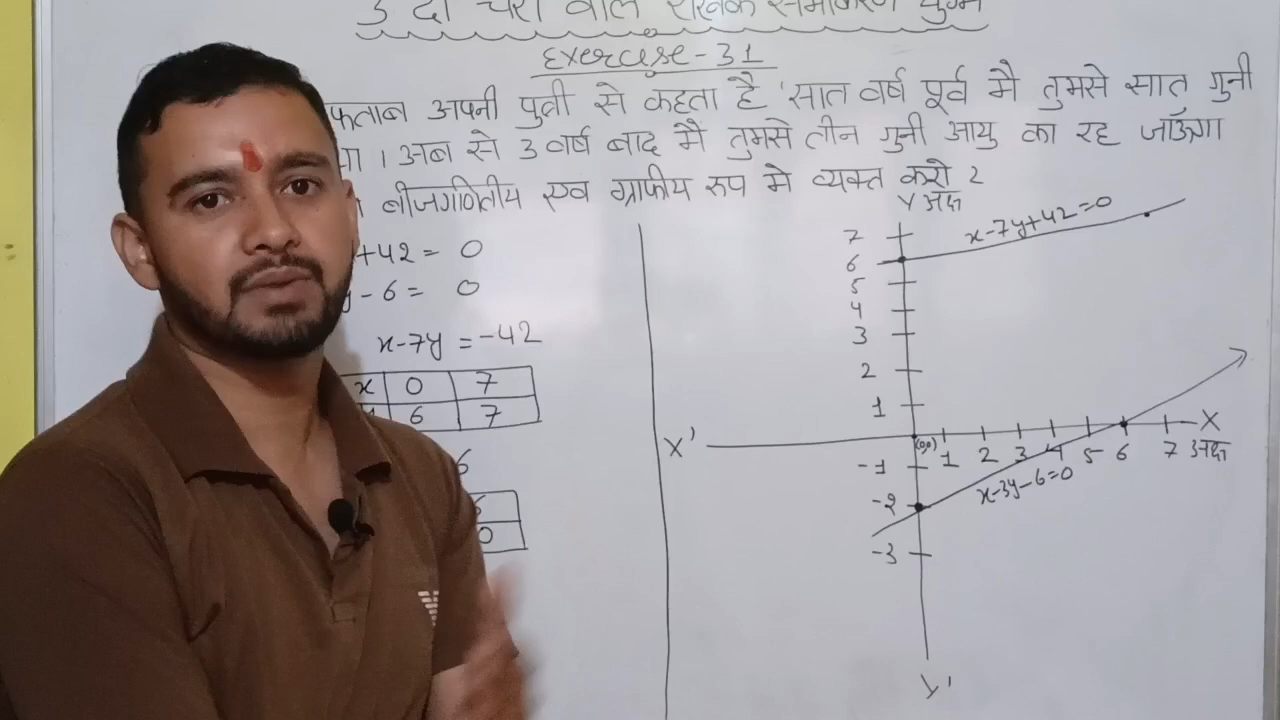 3 दो चरों वाले रैखिक समीकरण युग्म
Exercise-31
फताब अपनी पुत्री से कहता है 'सात वर्ष पूर्व मै तुमसे सात गुनी
। अब से 3 वर्ष बाद मैं तुमसे तीन गुनी आयु का रह जाऊँगा
बीजगणितीय एवं ग्राफीय रूप मे व्यक्त करो ?
+42 = 0
y - 6 = 0
x-7y = -42
x 0 7
6 7
6
0
Y अक्ष
7
6
5
4
3
2
1
-1
-2
-3
x-7y+42=0
X'
(0,0) 1 2 3 4 5 6 7
X अक्ष
x-3y-6=0
Y'